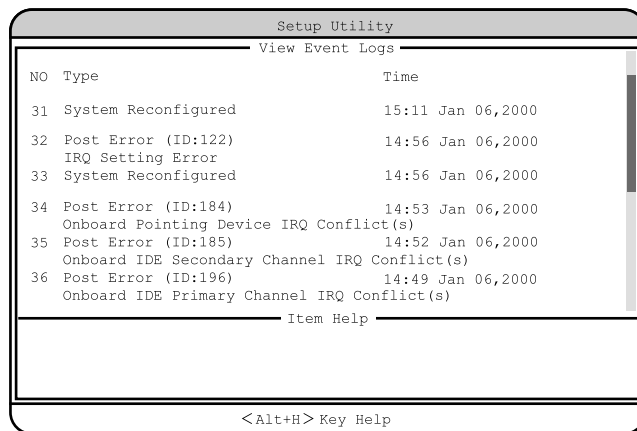 Setup Utility
View Event Logs
NO Type Time
31 System Reconfigured 15:11 Jan 06,2000
32 Post Error (ID:122) 14:56 Jan 06,2000
IRQ Setting Error
33 System Reconfigured 14:56 Jan 06,2000
34 Post Error (ID:184) 14:53 Jan 06,2000
Onboard Pointing Device IRQ Conflict(s)
35 Post Error (ID:185) 14:52 Jan 06,2000
Onboard IDE Secondary Channel IRQ Conflict(s)
36 Post Error (ID:196) 14:49 Jan 06,2000
Onboard IDE Primary Channel IRQ Conflict(s)
Item Help
<Alt+H> Key Help